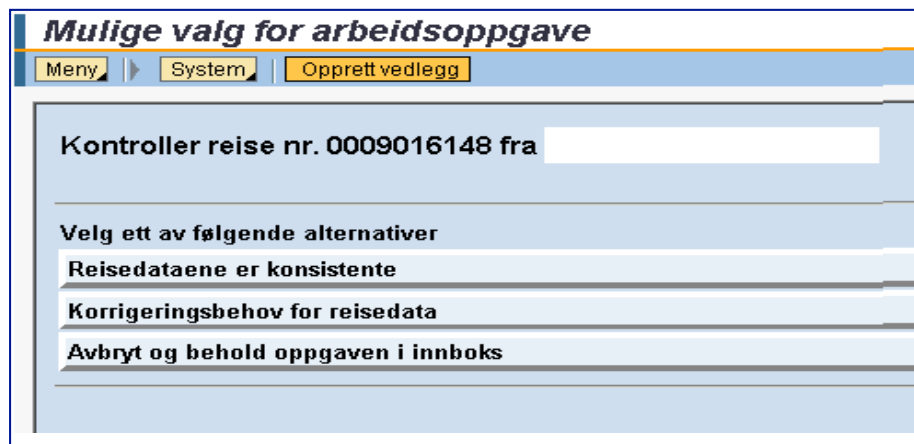 Mulige valg for arbeidsoppgave
Meny System Opprett vedlegg
Kontroller reise nr. 0009016148 fra
Velg ett av følgende alternativer
Reisedataene er konsistente
Korrigeringsbehov for reisedata
Avbryt og behold oppgaven i innboks